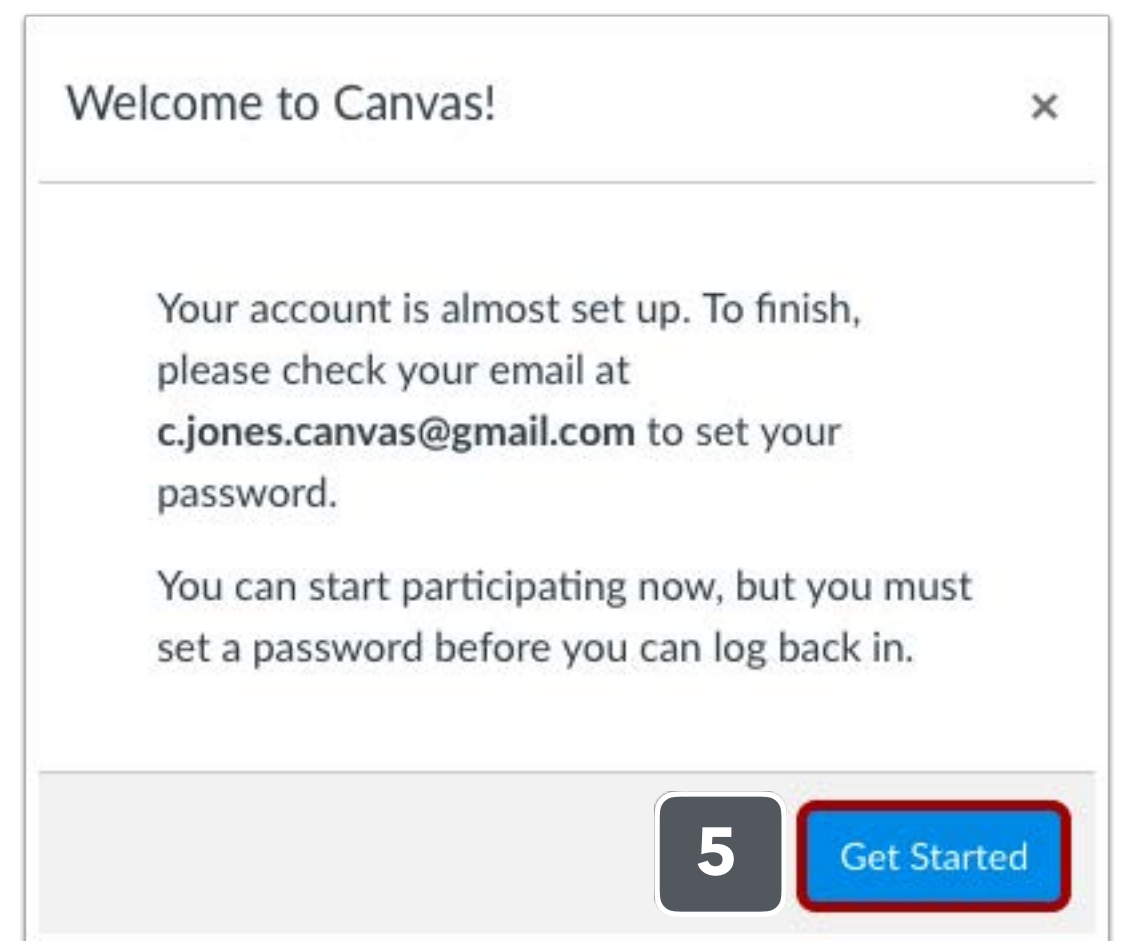 Welcome to Canvas!
×
Your account is almost set up. To finish,
please check your email at
c.jones.canvas@gmail.com to set your
password.
You can start participating now, but you must
set a password before you can log back in.
5
Get Started